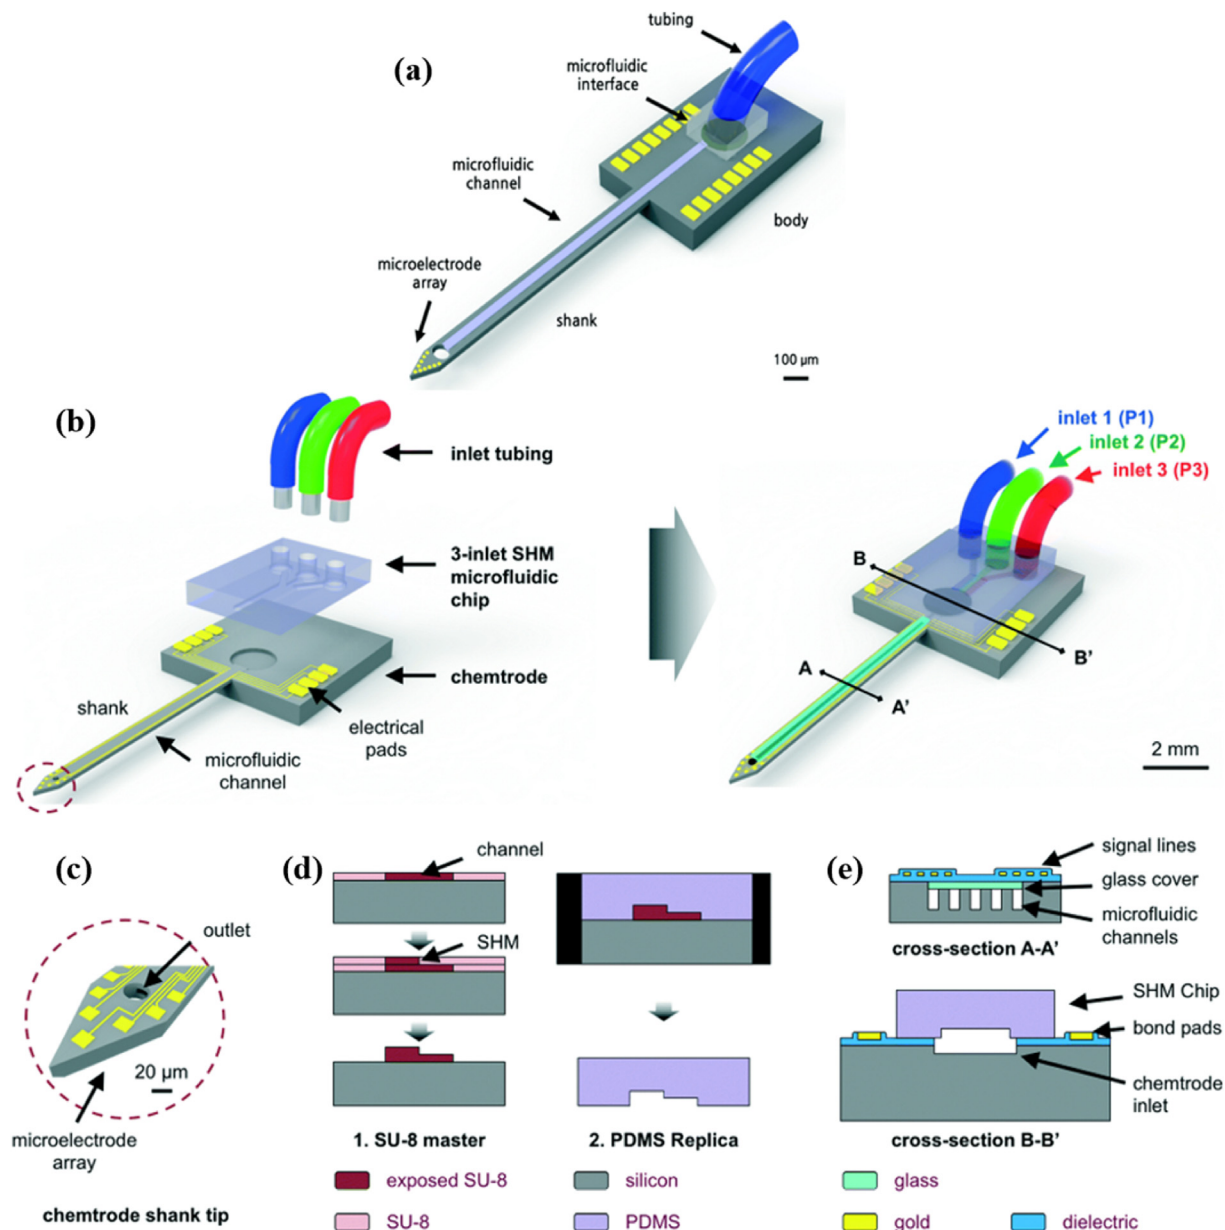 (a)
tubing
microfluidic
interface
microfluidic
channel
body
microelectrode
array
shank
100 µm
(b)
inlet tubing
3-inlet SHM
microfluidic
chip
chemtrode
shank
electrical
pads
microfluidic
channel
inlet 1 (P1)
inlet 2 (P2)
inlet 3 (P3)
B
B'
A
A'
2 mm
(c)
outlet
20 µm
microelectrode
array
chemtrode shank tip
(d)
channel
SHM
1. SU-8 master
2. PDMS Replica
exposed SU-8
SU-8
silicon
PDMS
(e)
signal lines
glass cover
microfluidic
channels
cross-section A-A'
SHM Chip
bond pads
chemtrode
inlet
cross-section B-B'
glass
gold
dielectric